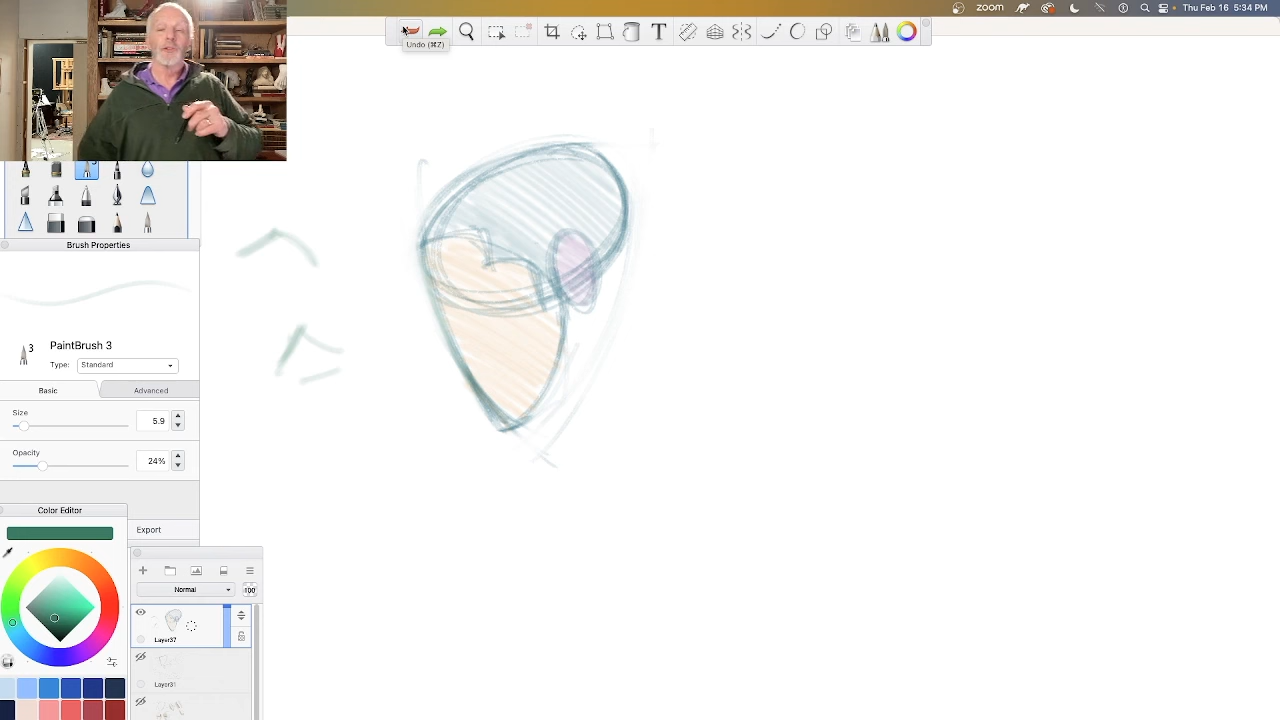 zoom
Thu Feb 16 5:34 PM
T
Undo (⌘Z)
Brush Properties
3
PaintBrush 3
Type: Standard
Basic Advanced
Size
5.9
Opacity
24%
Color Editor
Export
Normal
100
Layer37
Layer31